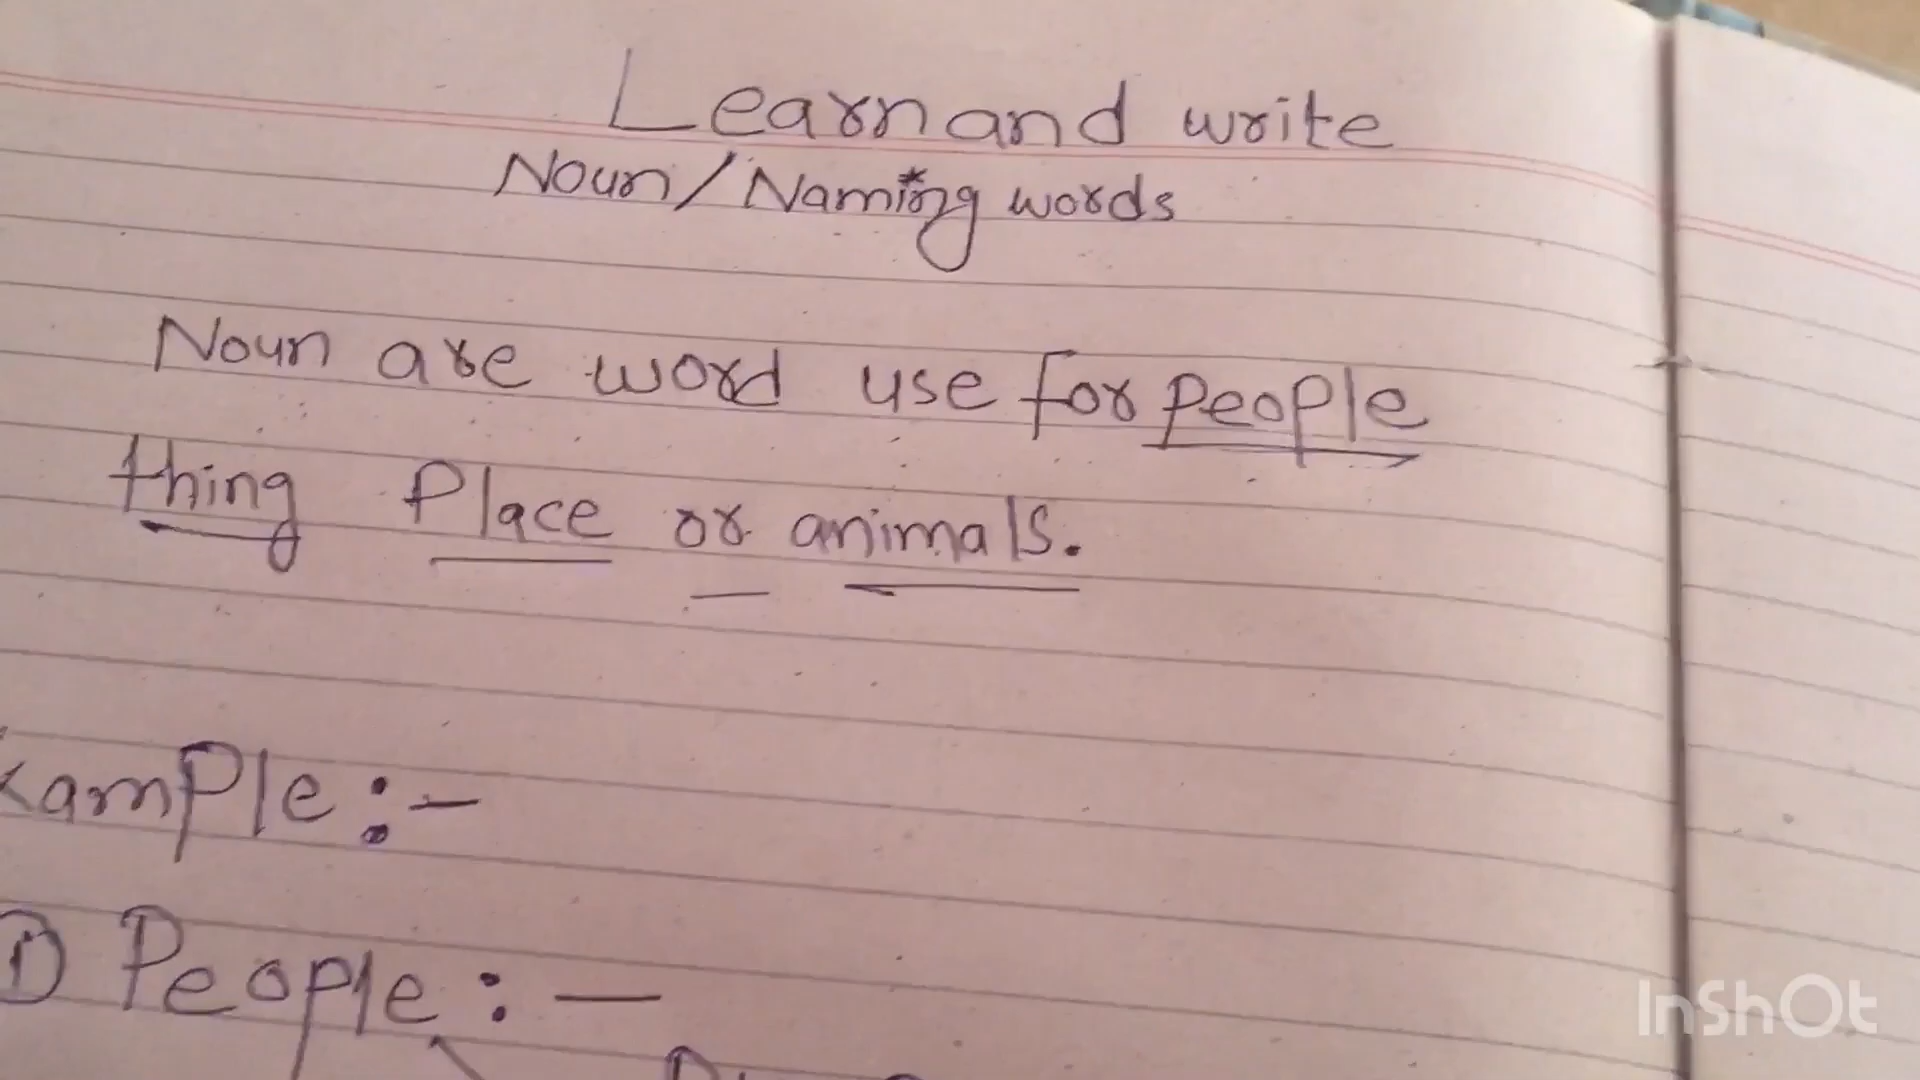 Learn and write
Noun/Naming words
Noun are word use for people
thing Place or animals.
xample:-
1) People:-
InShOt